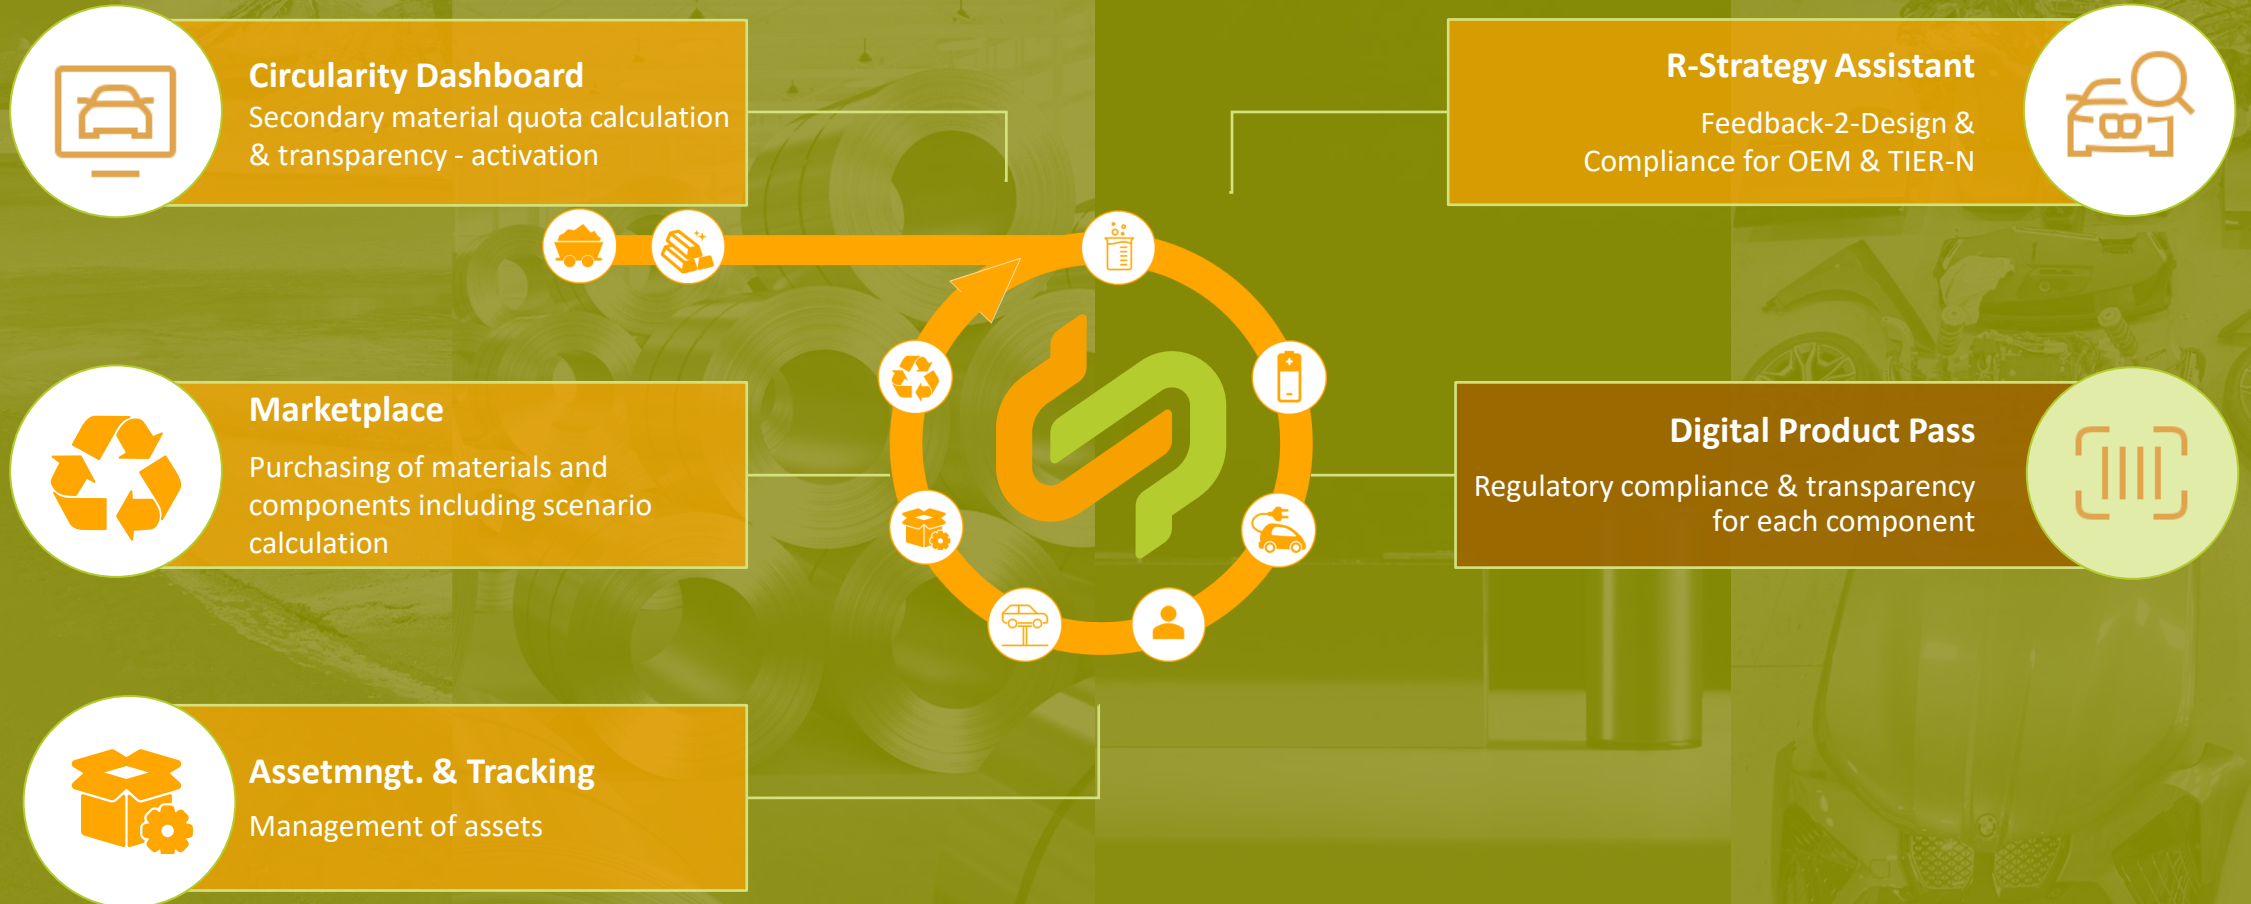 Circularity Dashboard
Secondary material quota calculation
& transparency - activation
Marketplace
Purchasing of materials and
components including scenario
calculation
Assetmngt. & Tracking
Management of assets
R-Strategy Assistant
Feedback-2-Design &
Compliance for OEM & TIER-N
Digital Product Pass
Regulatory compliance & transparency
for each component